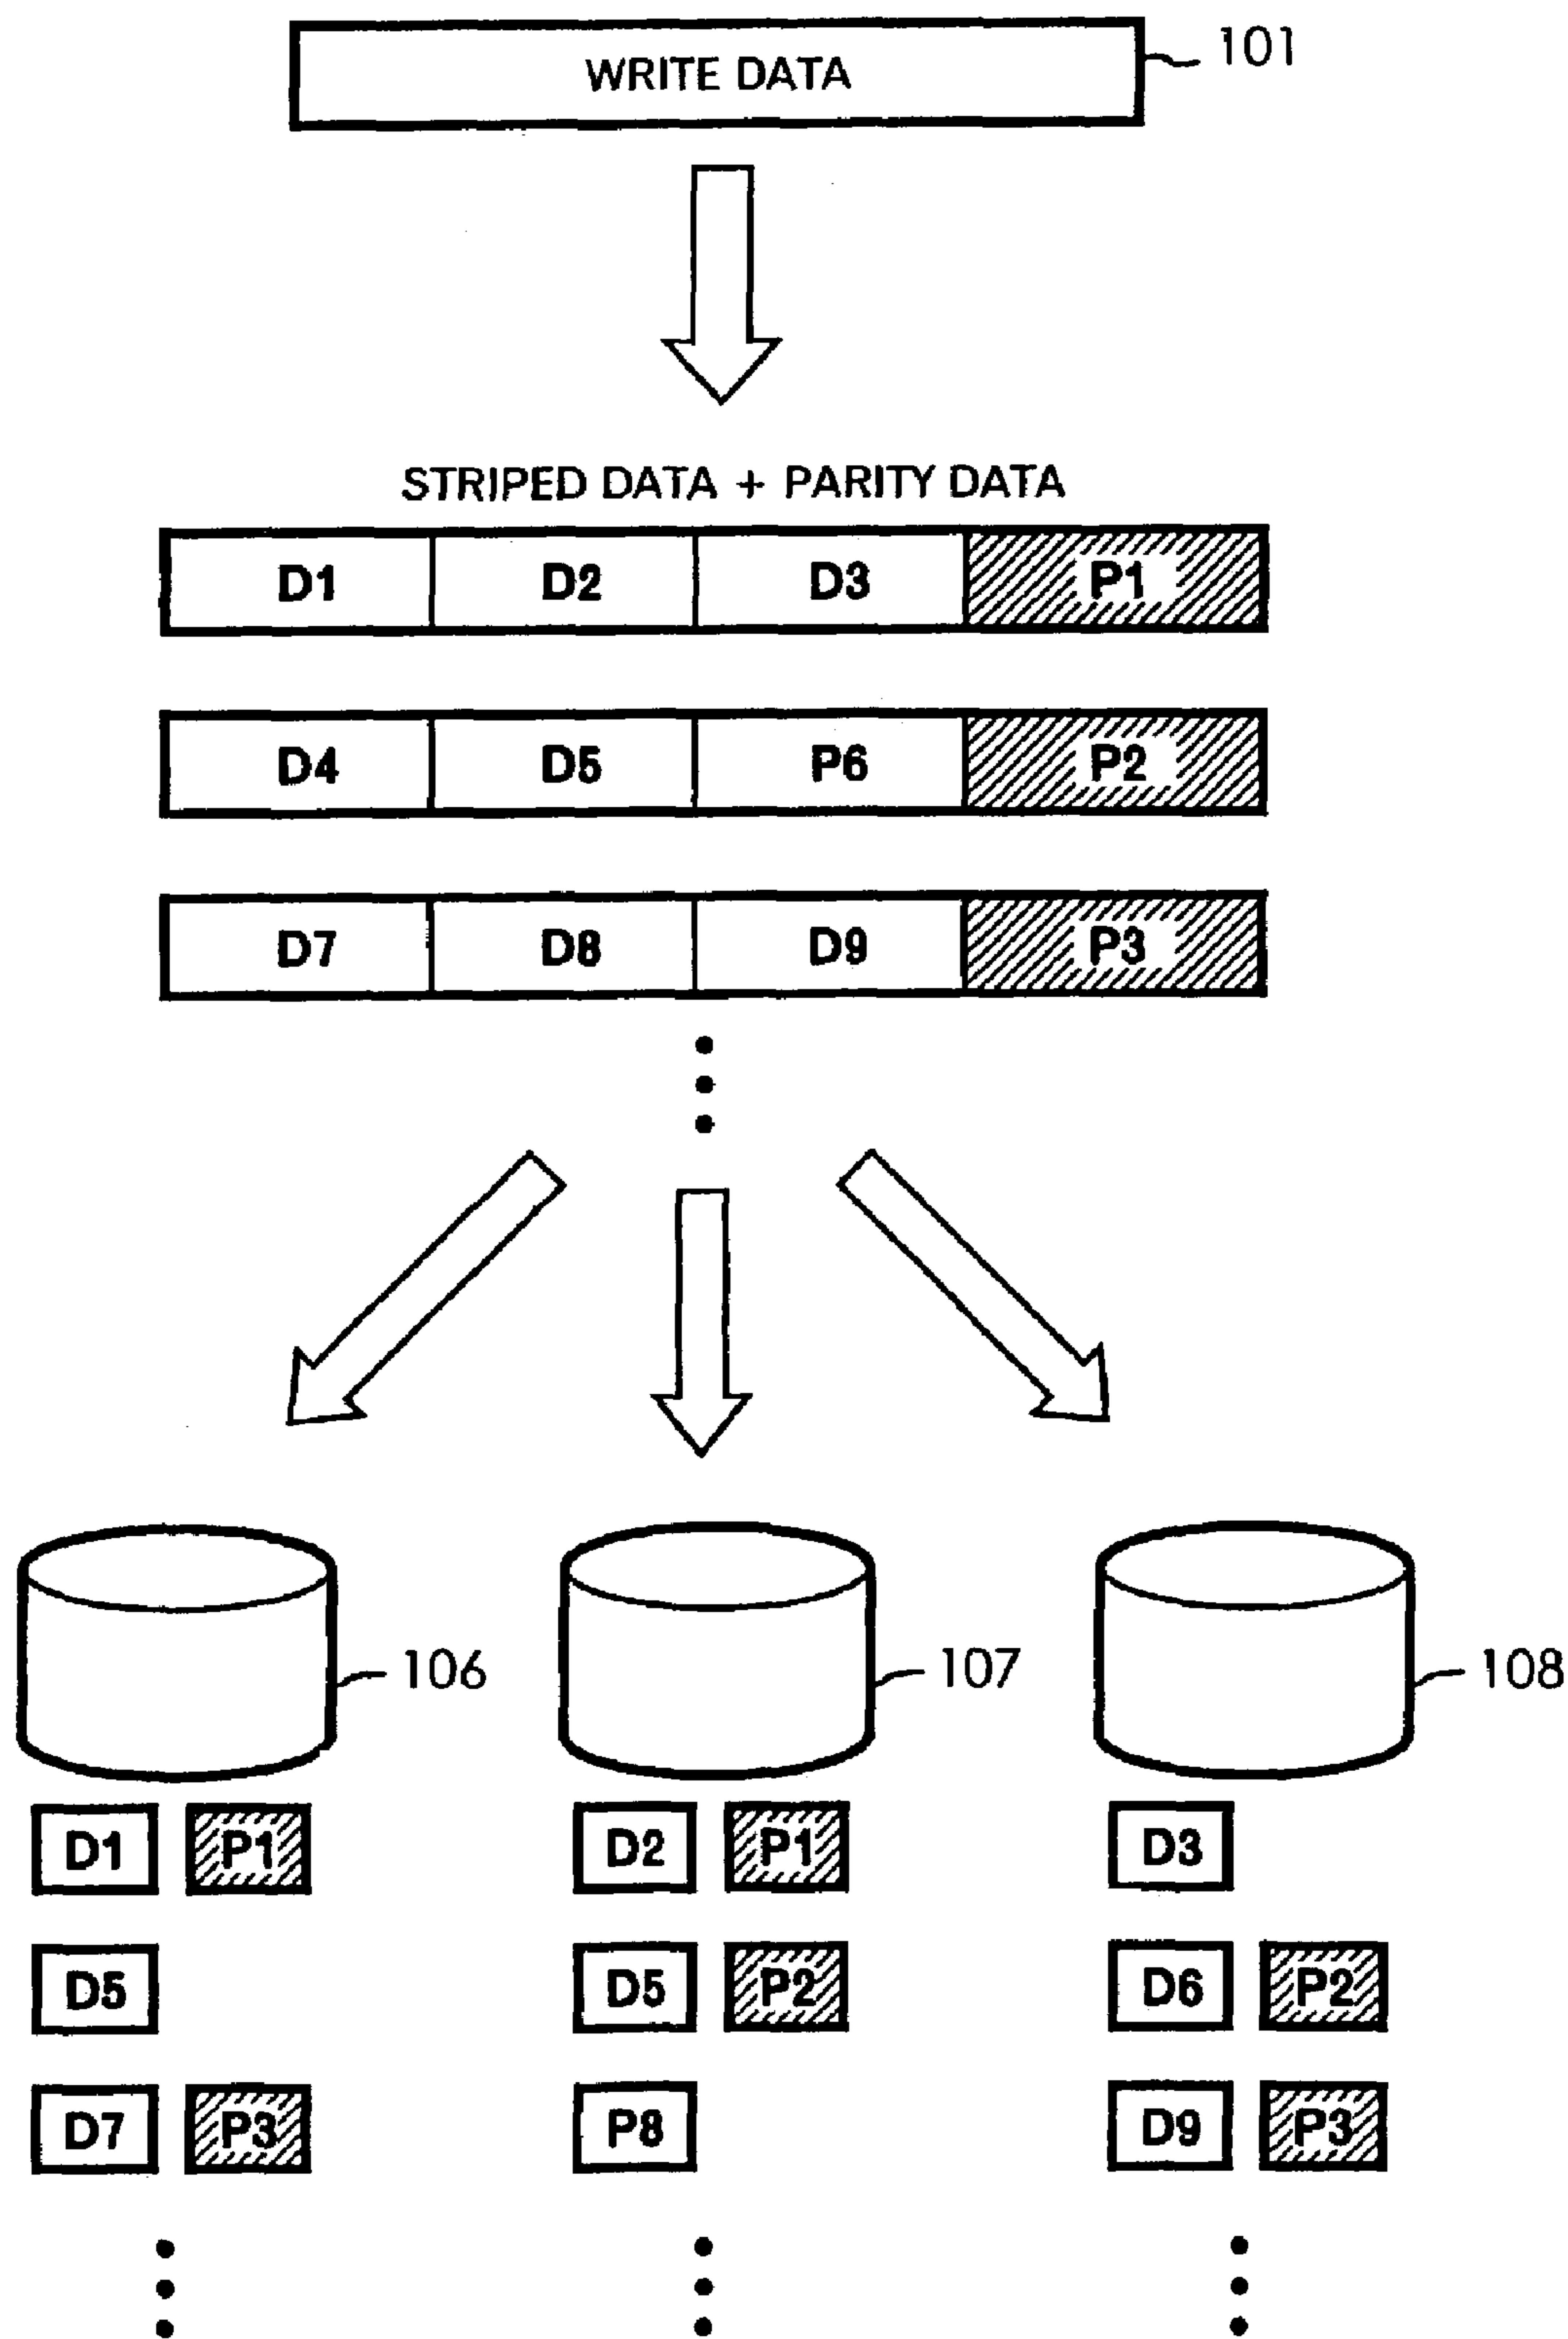 WRITE DATA 101
STRIPED DATA + PARITY DATA
D1 D2 D3 P1
D4 D5 P6 P2
D7 D8 D9 P3
106 107 108
D1 P1 D2 P1 D3
D5 D5 P2 D6 P2
D7 P3 P8 D9 P3